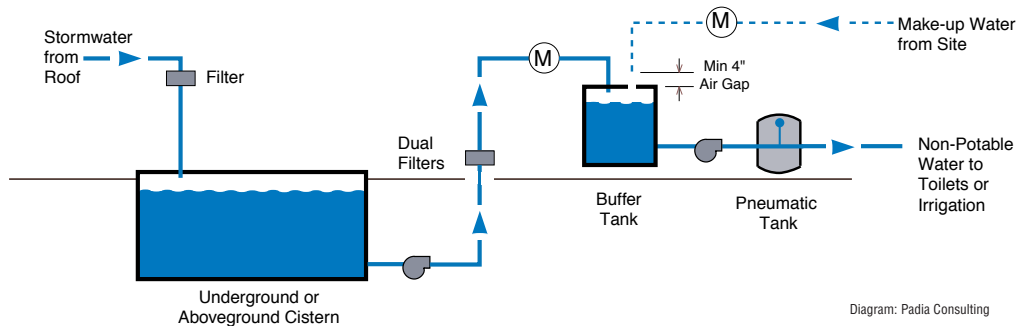 Stormwater
from
Roof
Filter
M
M
Make-up Water
from Site
Min 4"
Air Gap
Dual
Filters
Non-Potable
Water to
Toilets or
Irrigation
Buffer
Tank
Pneumatic
Tank
Underground or
Aboveground Cistern
Diagram: Padia Consulting